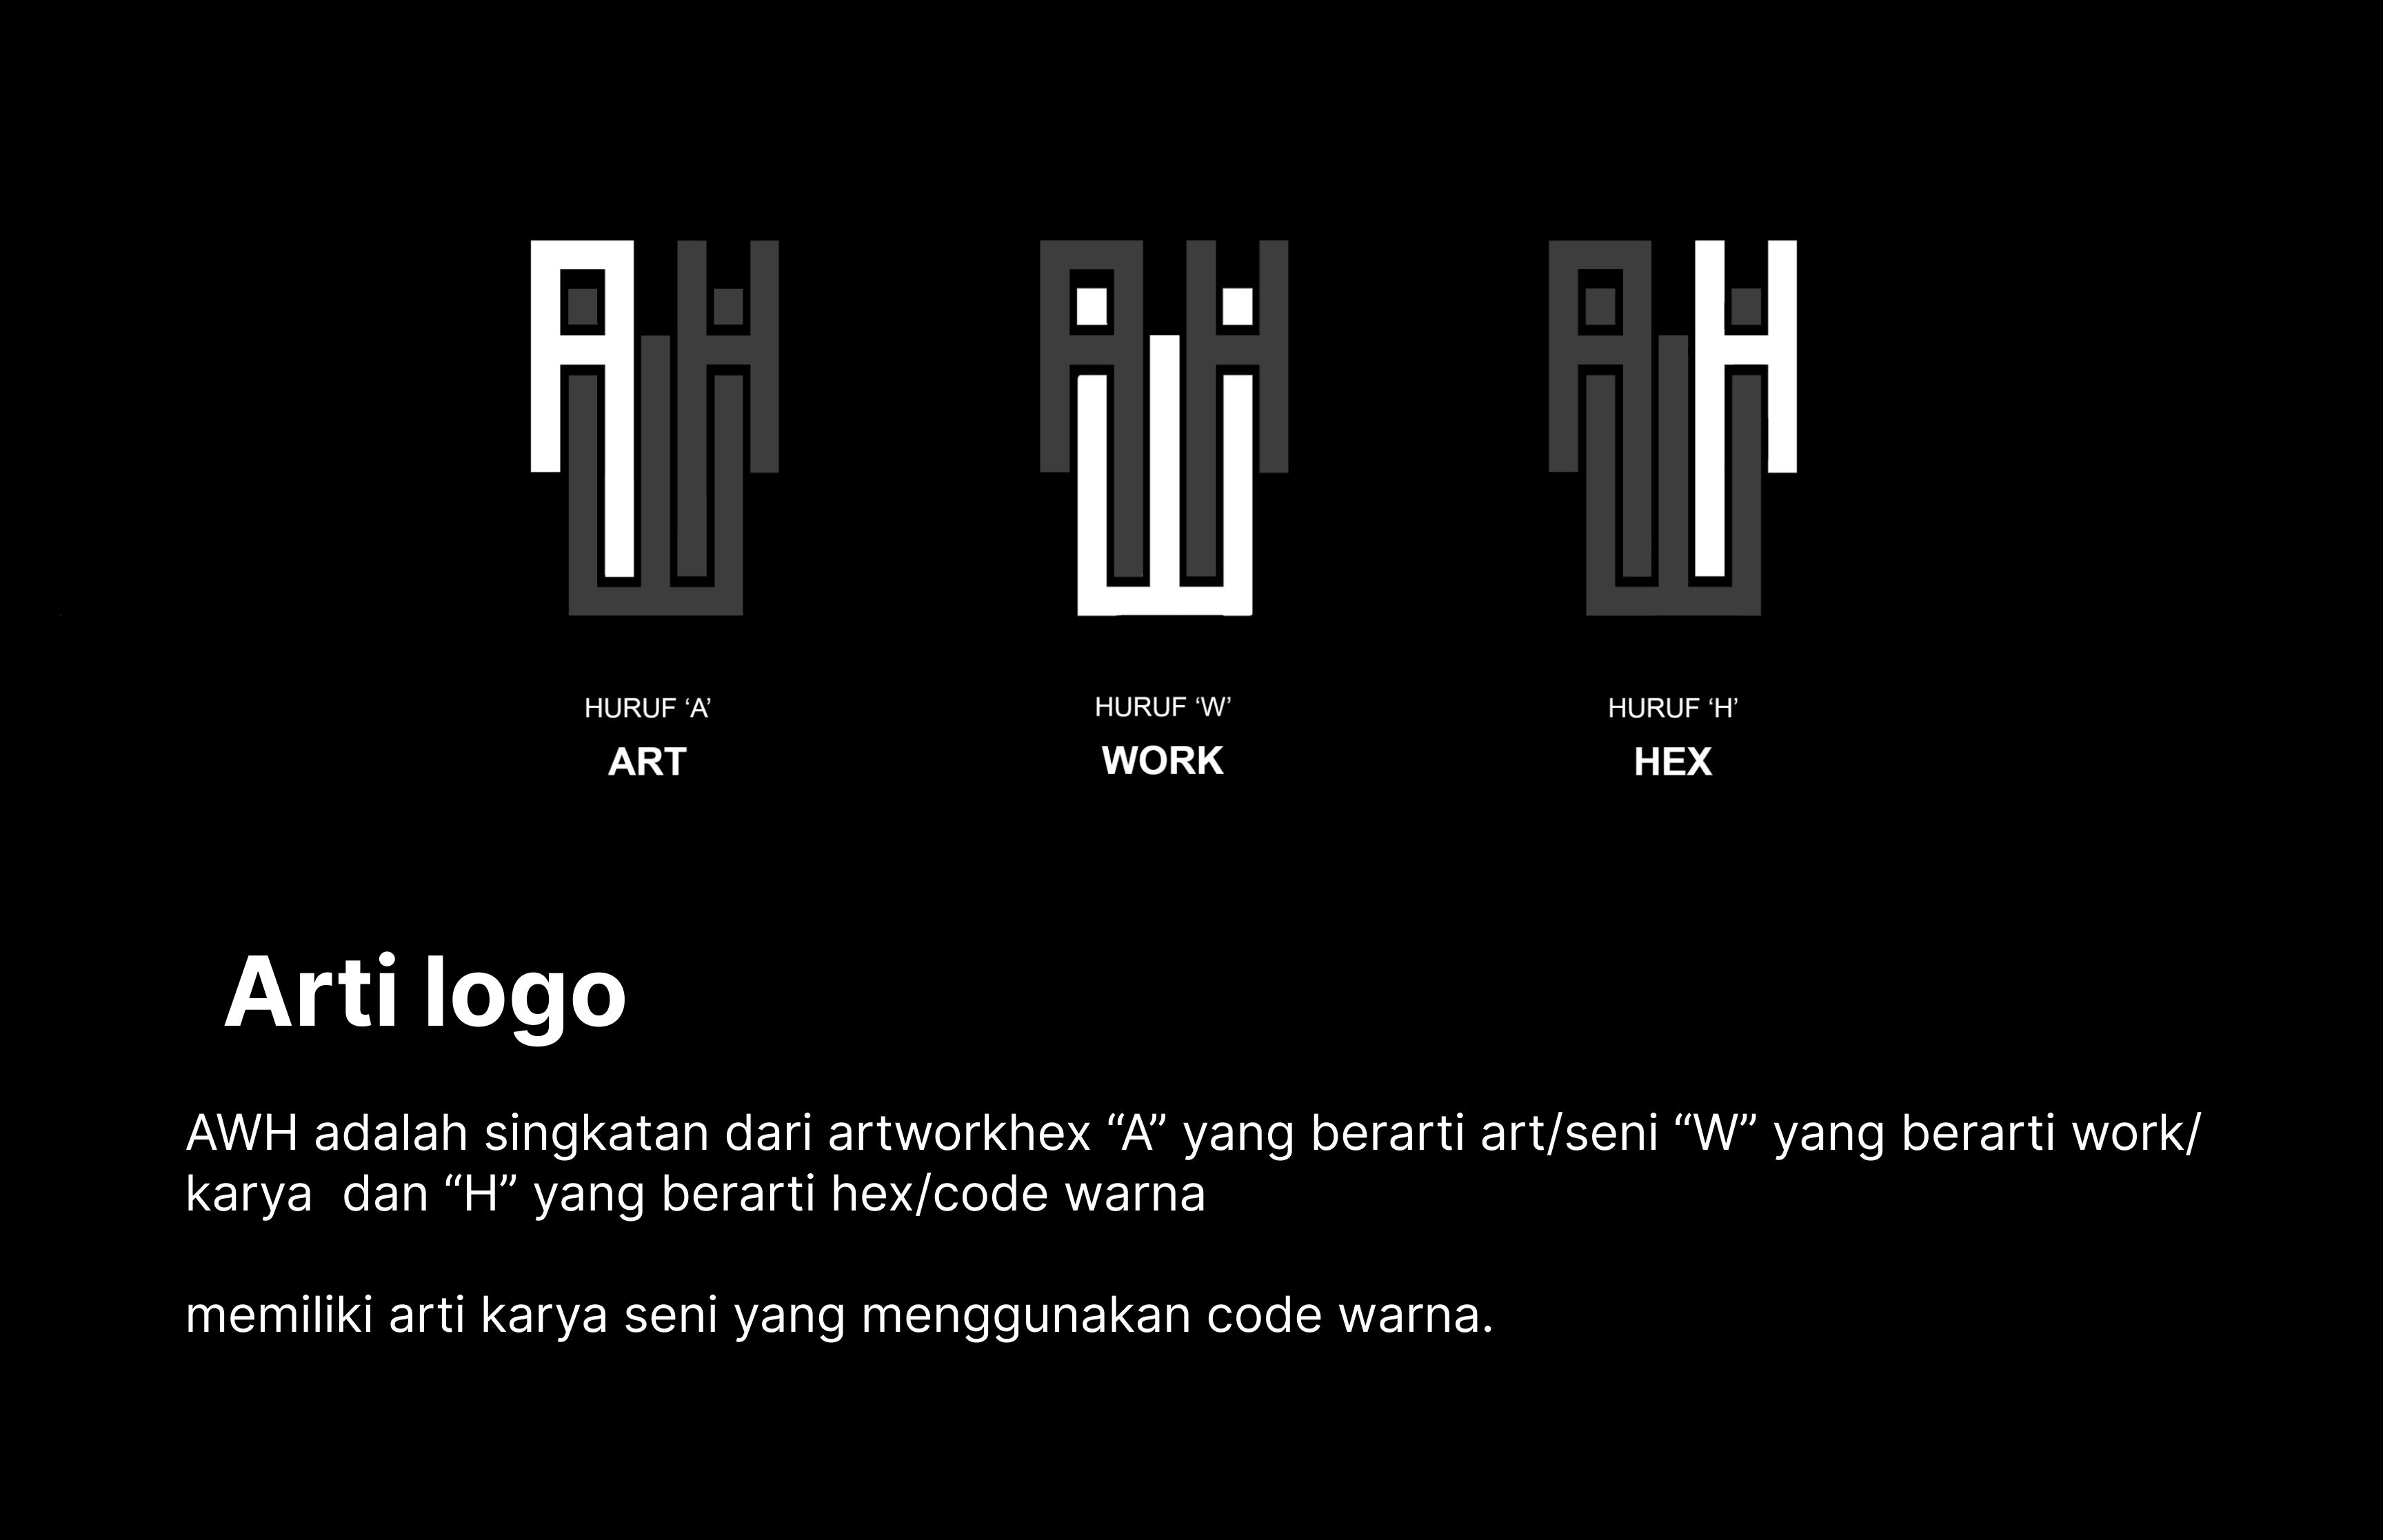 HURUF ‘A’
ART
HURUF ‘W’
WORK
HURUF ‘H’
HEX
Arti logo
AWH adalah singkatan dari artworkhex “A” yang berarti art/seni “W” yang berarti work/
karya  dan “H” yang berarti hex/code warna
memiliki arti karya seni yang menggunakan code warna.